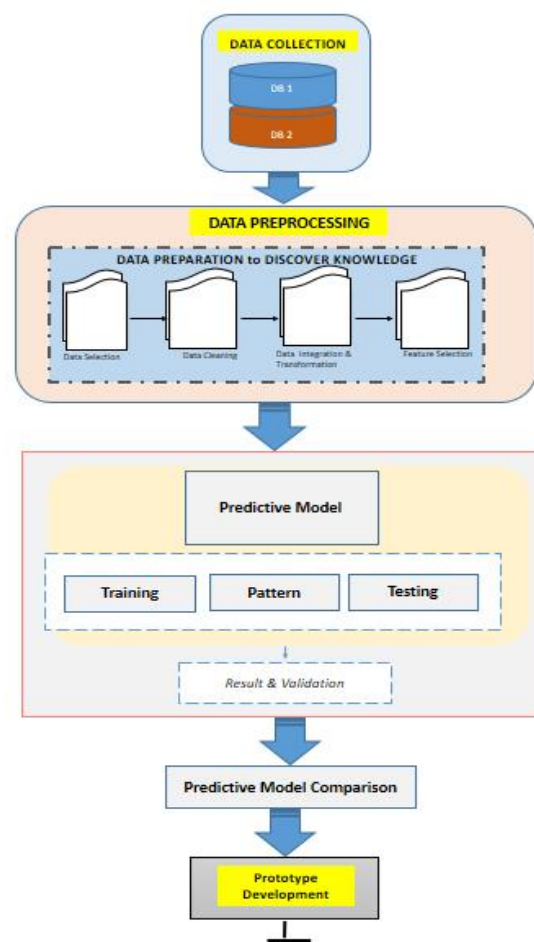 DATA COLLECTION
DB 1
DB 2
DATA PREPROCESSING
DATA PREPARATION to DISCOVER KNOWLEDGE
Data Selection
Data Cleaning
Data Integration &
Transformation
Feature Selection
Predictive Model
Training
Pattern
Testing
Result & Validation
Predictive Model Comparison
Prototype
Development